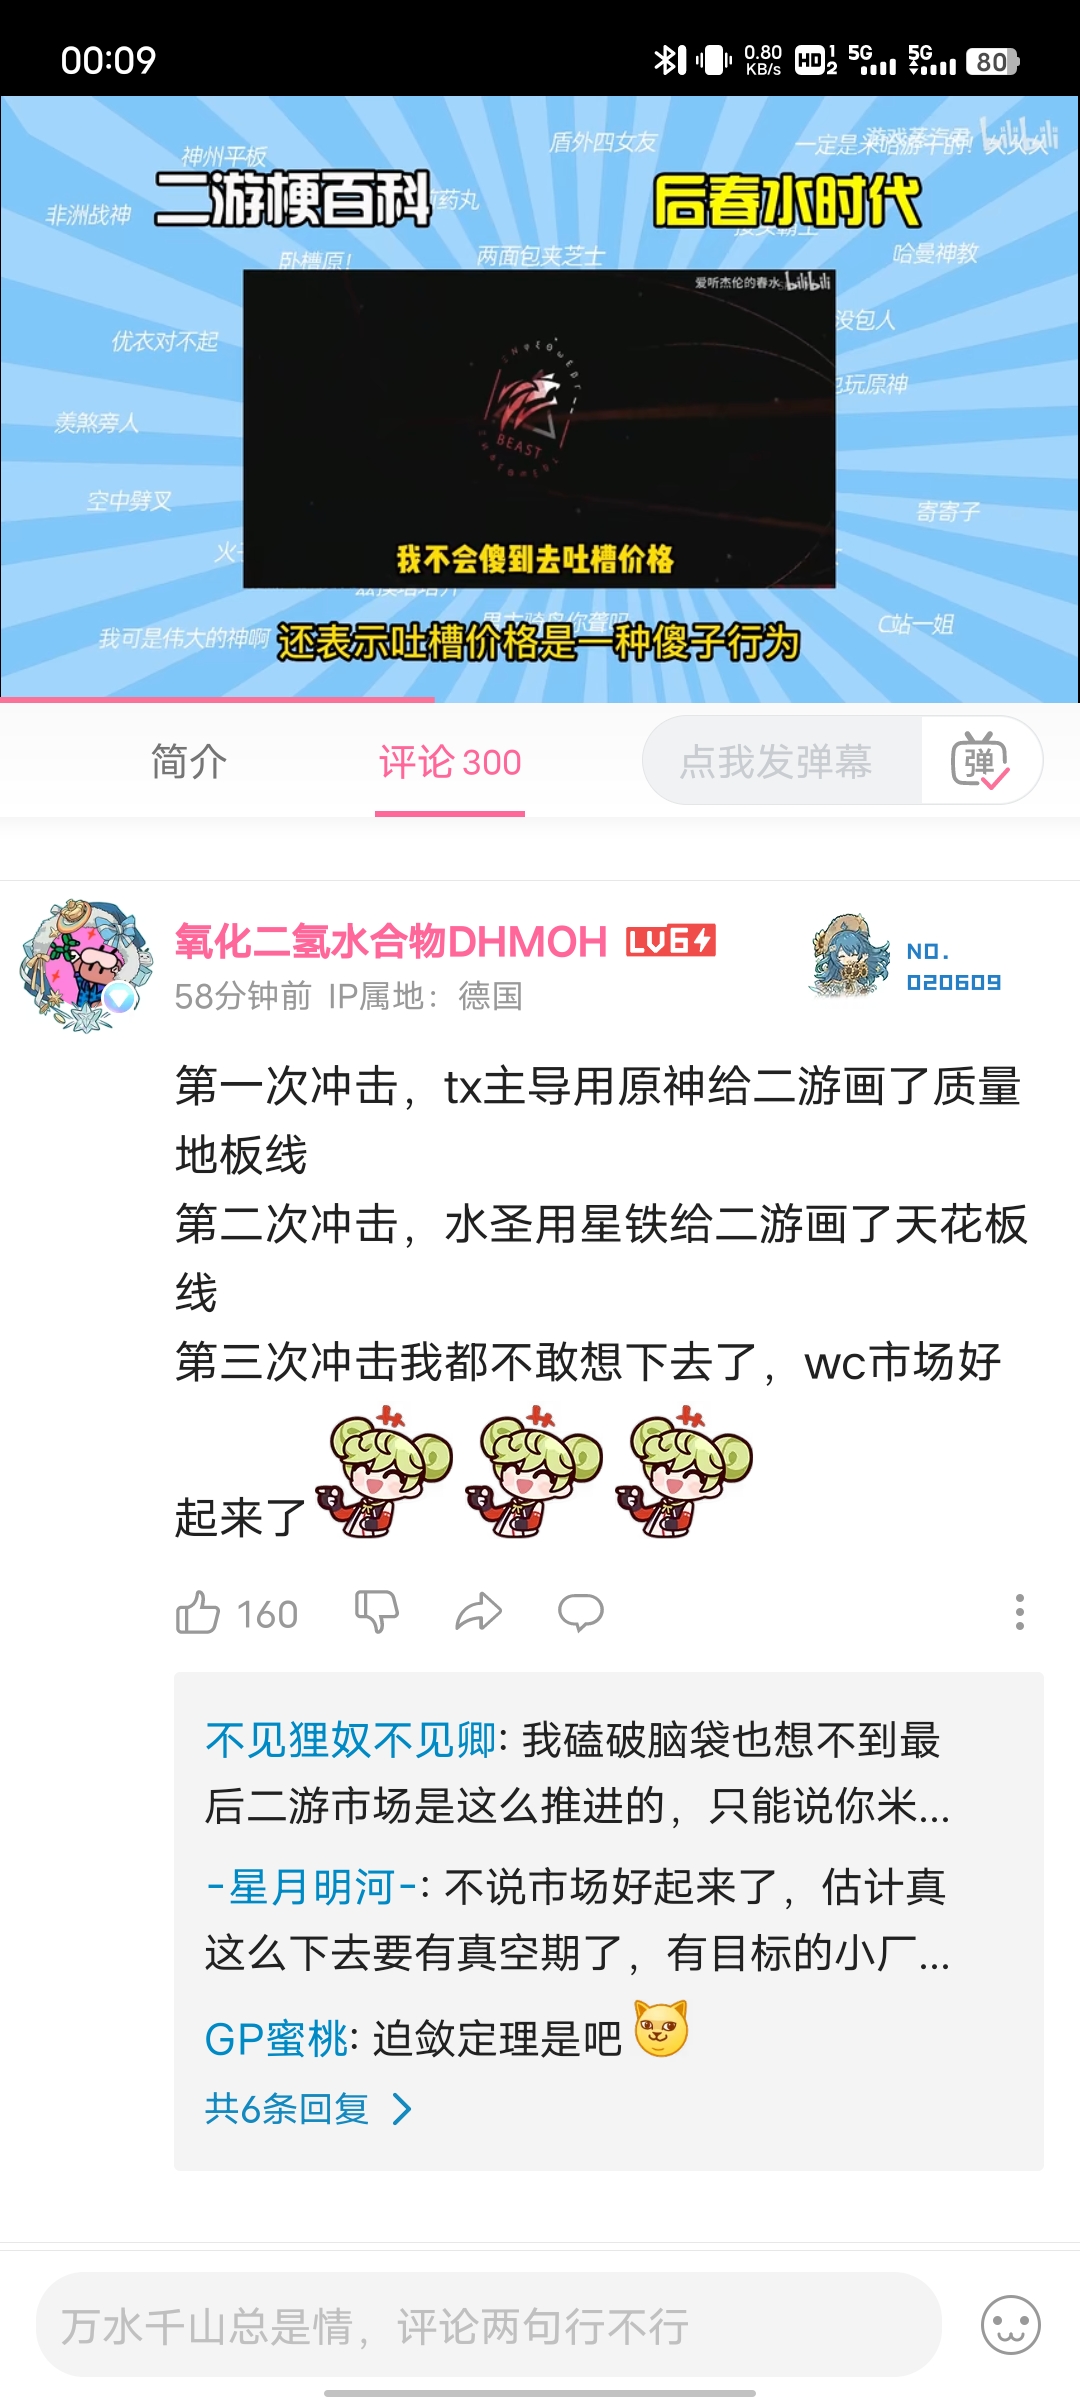 00:09
0.80
KB/s
HD 1
2
5G
5G
80
神州平板
盾外四女友
bilibili
非洲战神
二游梗百科
后春水时代
卧槽原!
两面包夹芝士
哈曼神教
爱听杰伦的春水
bilibili
没包人
优衣对不起
玩原神
羡煞旁人
BEAST
空中劈叉
寄寄子
我不会傻到去吐槽价格
我可是伟大的神啊
C站一姐
还表示吐槽价格是一种傻子行为
简介
评论 300
点我发弹幕
弹
氧化二氢水合物DHMOH LV6
NO.
020609
58分钟前 IP属地：德国
第一次冲击，tx主导用原神给二游画了质量
地板线
第二次冲击，水圣用星铁给二游画了天花板
线
第三次冲击我都不敢想下去了，wc市场好
起来了
160
不见狸奴不见卿: 我磕破脑袋也想不到最
后二游市场是这么推进的，只能说你米...
-星月明河-: 不说市场好起来了，估计真
这么下去要有真空期了，有目标的小厂...
GP蜜桃: 迫敛定理是吧
共6条回复
万水千山总是情，评论两句行不行